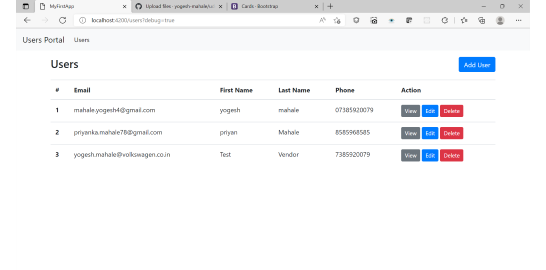 MyFirstApp
Upload files · yogesh-mahale/us
Cards · Bootstrap
localhost:4200/users?debug=true
Users Portal Users
Users
Add User
# Email First Name Last Name Phone Action
1 mahale.yogesh4@gmail.com yogesh mahale 07385920079 View Edit Delete
2 priyanka.mahale78@gmail.com priyan Mahale 8585968585 View Edit Delete
3 yogesh.mahale@volkswagen.co.in Test Vendor 7385920079 View Edit Delete